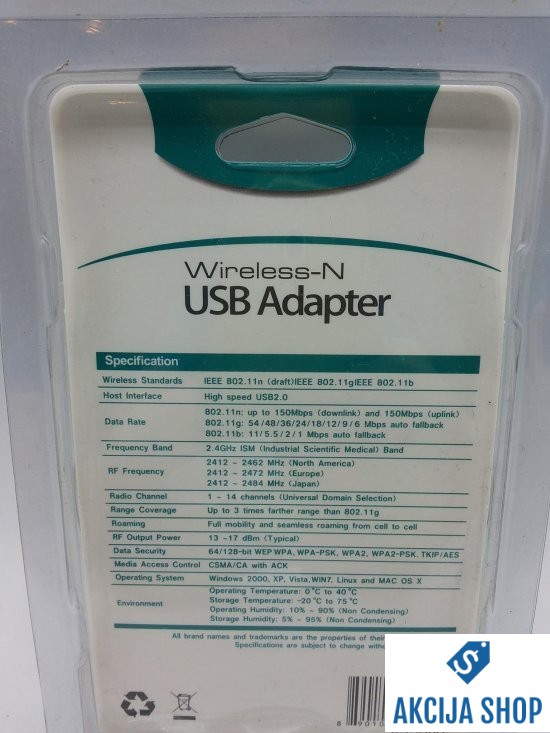 Wireless-N
USB Adapter
Specification
Wireless Standards IEEE 802.11n (draft)IEEE 802.11gIEEE 802.11b
Host Interface High speed USB2.0
Data Rate 802.11n: up to 150Mbps (downlink) and 150Mbps (uplink)
802.11g: 54/48/36/24/18/12/9/6 Mbps auto fallback
802.11b: 11/5.5/2/1 Mbps auto fallback
Frequency Band 2.4GHz ISM (Industrial Scientific Medical) Band
RF Frequency 2412 ~ 2462 MHz (North America)
2412 ~ 2472 MHz (Europe)
2412 ~ 2484 MHz (Japan)
Radio Channel 1 ~ 14 channels (Universal Domain Selection)
Range Coverage Up to 3 times farther range than 802.11g
Roaming Full mobility and seamless roaming from cell to cell
RF Output Power 13 ~17 dBm (Typical)
Data Security 64/128-bit WEP WPA, WPA-PSK, WPA2, WPA2-PSK, TKIP/AES
Media Access Control CSMA/CA with ACK
Operating System Windows 2000, XP, Vista,WIN7, Linux and MAC OS X
Environment Operating Temperature: 0°C to 40°C
Storage Temperature: -20°C to 75°C
Operating Humidity: 10% ~ 90% (Non Condensing)
Storage Humidity: 5% ~ 95% (Non Condensing)
All brand names and trademarks are the properties of their
Specifications are subject to change
AKCIJA SHOP